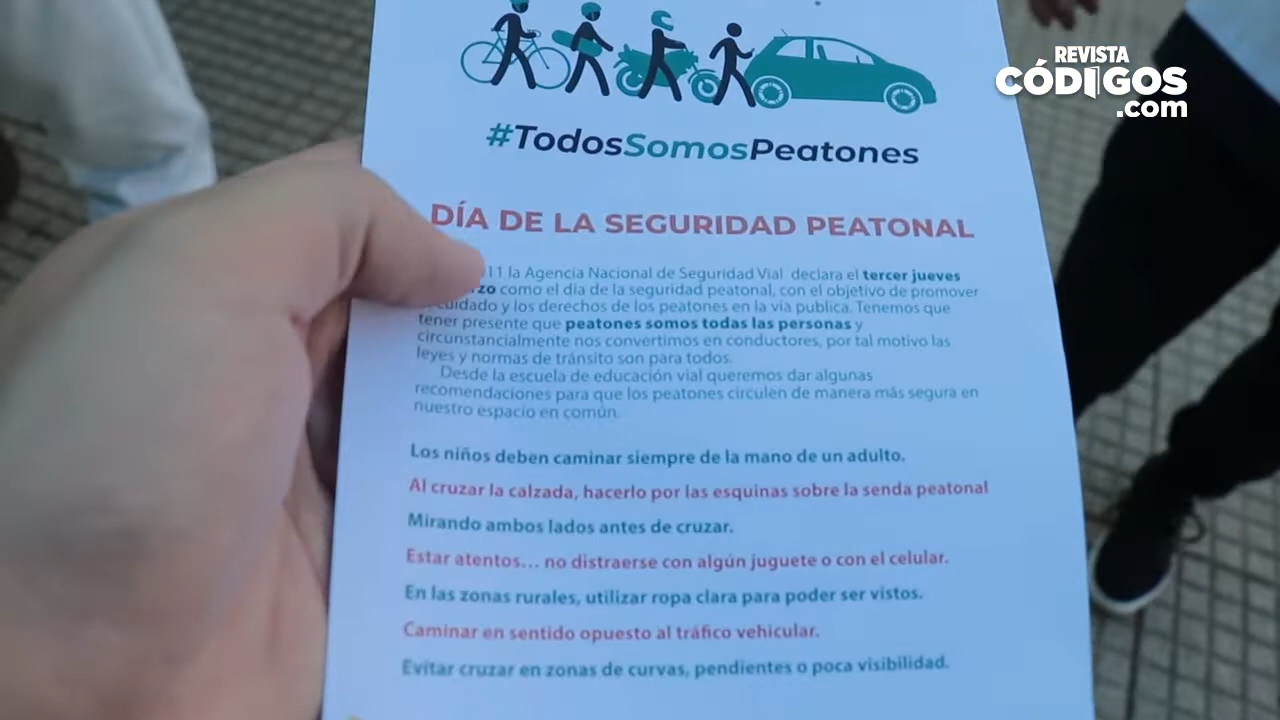 REVISTA
CÓDIGOS
.com
#TodosSomosPeatones
DÍA DE LA SEGURIDAD PEATONAL
11 la Agencia Nacional de Seguridad Vial declara el tercer jueves
como el día de la seguridad peatonal, con el objetivo de promover
cuidado y los derechos de los peatones en la vía publica. Tenemos que
tener presente que peatones somos todas las personas y
circunstancialmente nos convertimos en conductores, por tal motivo las
leyes y normas de tránsito son para todos.
Desde la escuela de educación vial queremos dar algunas
recomendaciones para que los peatones circulen de manera más segura en
nuestro espacio en común.
Los niños deben caminar siempre de la mano de un adulto.
Al cruzar la calzada, hacerlo por las esquinas sobre la senda peatonal
Mirando ambos lados antes de cruzar.
Estar atentos... no distraerse con algún juguete o con el celular.
En las zonas rurales, utilizar ropa clara para poder ser vistos.
Caminar en sentido opuesto al tráfico vehicular.
Evitar cruzar en zonas de curvas, pendientes o poca visibilidad.